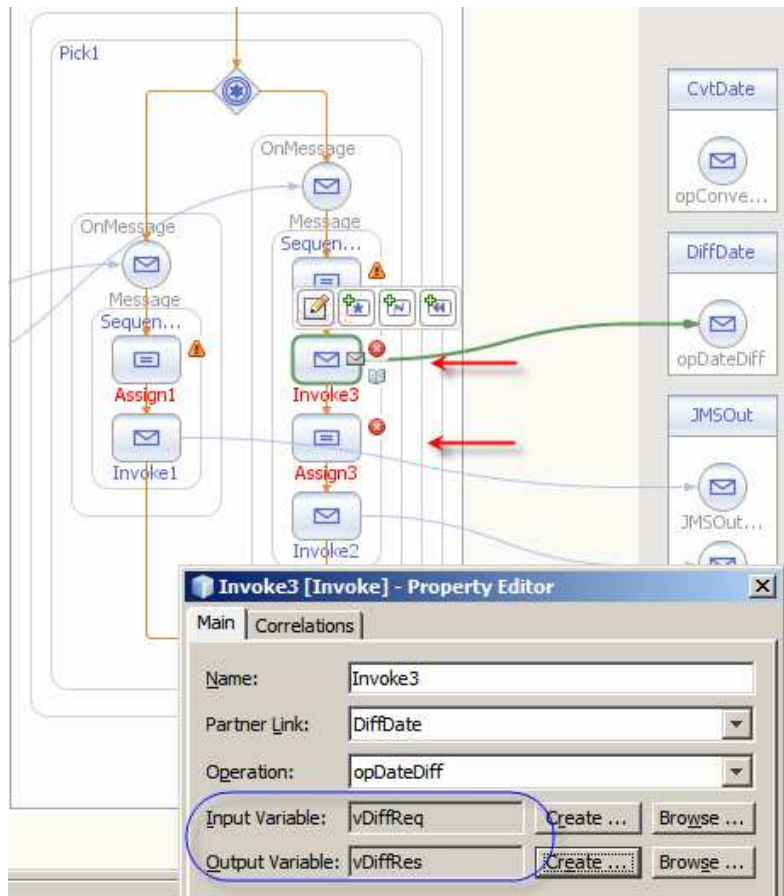 Pick1
CvtDate
opConve...
OnMessage
Message
Sequen...
OnMessage
Message
Sequen...
DiffDate
opDateDiff
Assign1
Invoke3
JMSOut
Invoke1
Assign3
JMSOut...
Invoke2
Invoke3 [Invoke] - Property Editor
Main
Correlations
Name:
Invoke3
Partner Link:
DiffDate
Operation:
opDateDiff
Input Variable:
vDiffReq
Create ...
Browse ...
Output Variable:
vDiffRes
Create ...
Browse ...